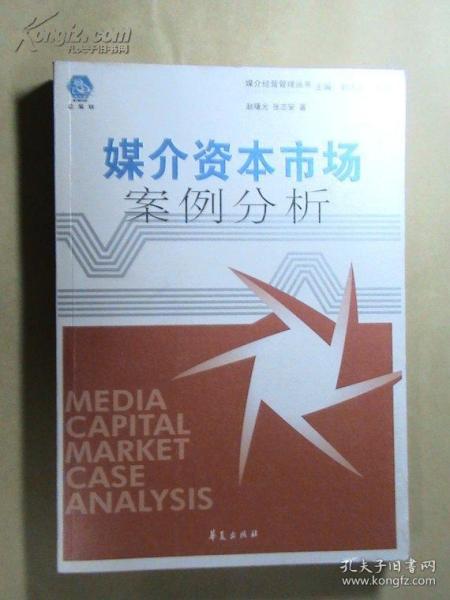 孔夫子旧书网
媒介经营管理丛书 主编
赵曙光 张志安 著
媒介资本市场
案例分析
MEDIA
CAPITAL
MARKET
CASE
ANALYSIS
华夏出版社
孔夫子旧书网
www.kongfz.com